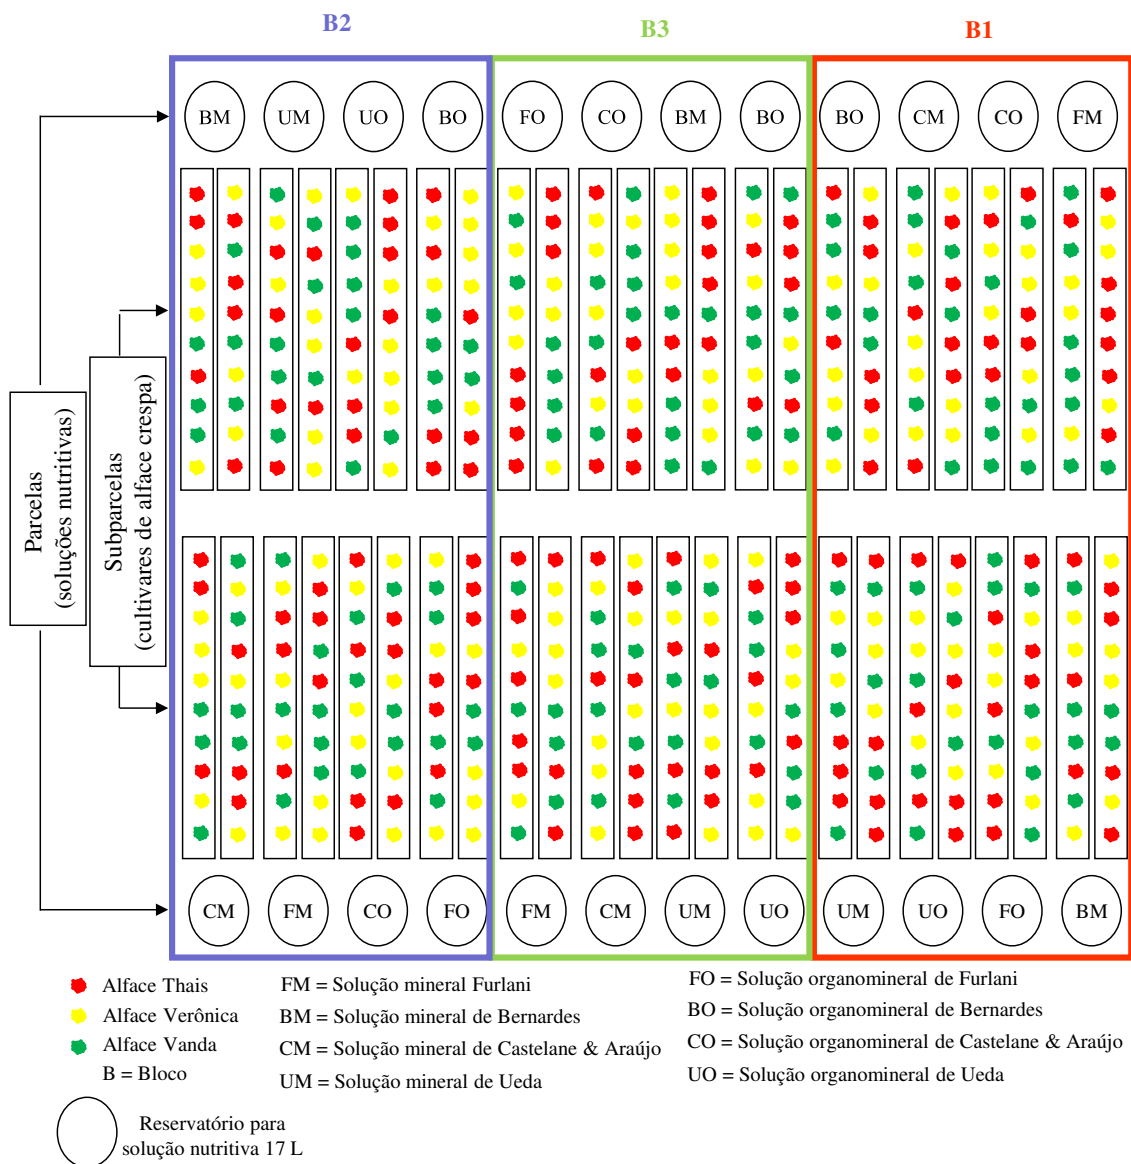 B2
B3
B1
BM
UM
UO
BO
FO
CO
BM
BO
BO
CM
CO
FM
Parcelas
(soluções nutritivas)
Subparcelas
(cultivares de alface crespa)
CM
FM
CO
FO
FM
CM
UM
UO
UM
UO
FO
BM
Alface Thais
Alface Verônica
Alface Vanda
B = Bloco
FM = Solução mineral Furlani
BM = Solução mineral de Bernardes
CM = Solução mineral de Castelane & Araújo
UM = Solução mineral de Ueda
FO = Solução organomineral de Furlani
BO = Solução organomineral de Bernardes
CO = Solução organomineral de Castelane & Araújo
UO = Solução organomineral de Ueda
Reservatório para
solução nutritiva 17 L